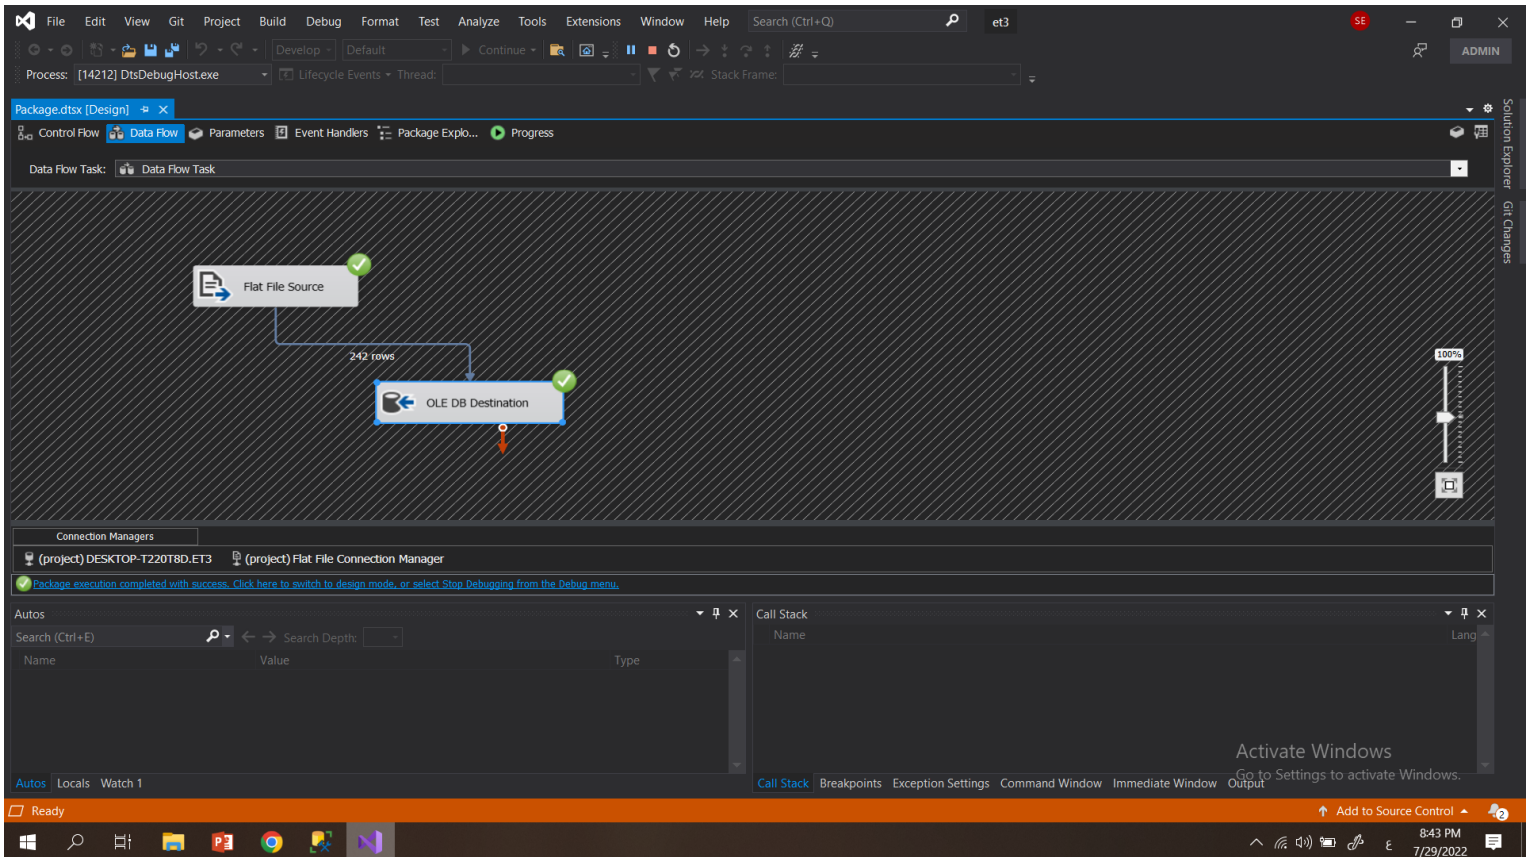 File Edit View Git Project Build Debug Format Test Analyze Tools Extensions Window Help Search (Ctrl+Q) et3 SE
Develop Default Continue ADMIN
Process: [14212] DtsDebugHost.exe Lifecycle Events Thread: Stack Frame:
Package.dtsx [Design]
Control Flow Data Flow Parameters Event Handlers Package Explo... Progress
Data Flow Task: Data Flow Task
Solution Explorer
Git Changes
Flat File Source
242 rows
100%
OLE DB Destination
Connection Managers
(project) DESKTOP-T220T8D.ET3 (project) Flat File Connection Manager
Package execution completed with success. Click here to switch to design mode, or select Stop Debugging from the Debug menu.
Autos
Search (Ctrl+E) Search Depth:
Name Value Type
Call Stack
Name Lang
Activate Windows
Go to Settings to activate Windows.
Autos Locals Watch 1
Call Stack Breakpoints Exception Settings Command Window Immediate Window Output
Ready Add to Source Control 2
8:43 PM
ع
7/29/2022